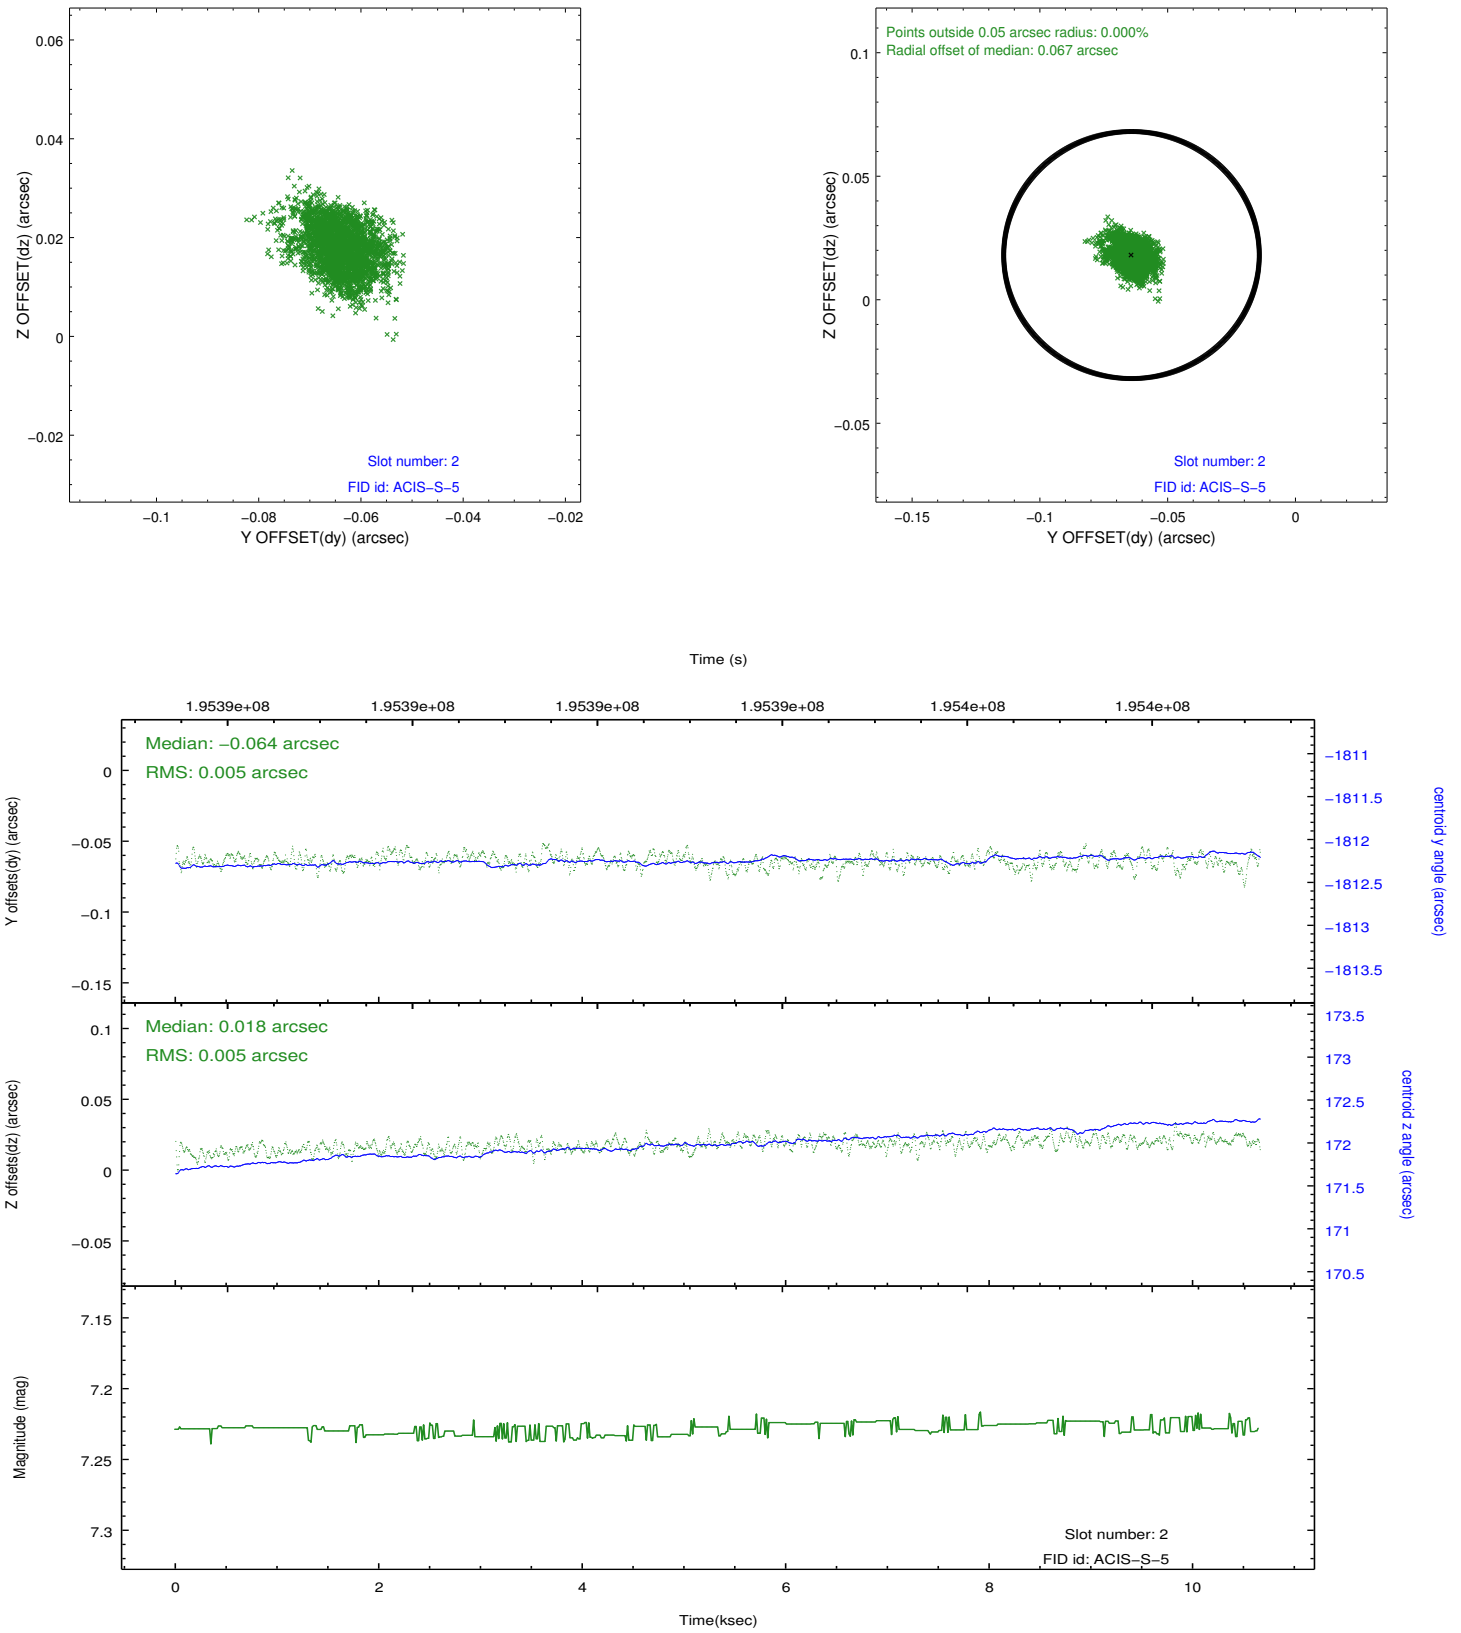 0.06
0.04
0.02
0
−0.02
Z OFFSET(dz) (arcsec)
Slot number: 2
FID id: ACIS−S−5
−0.1
−0.08
−0.06
−0.04
−0.02
Y OFFSET(dy) (arcsec)
Points outside 0.05 arcsec radius: 0.000%
Radial offset of median: 0.067 arcsec
0.1
0.05
0
−0.05
Z OFFSET(dz) (arcsec)
Slot number: 2
FID id: ACIS−S−5
−0.15
−0.1
−0.05
0
Y OFFSET(dy) (arcsec)
Time (s)
1.9539e+08
1.9539e+08
1.9539e+08
1.9539e+08
1.954e+08
1.954e+08
Median: −0.064 arcsec
RMS: 0.005 arcsec
0
−0.05
−0.1
−0.15
Y offsets(dy) (arcsec)
−1811
−1811.5
−1812
−1812.5
−1813
−1813.5
centroid y angle (arcsec)
Median: 0.018 arcsec
RMS: 0.005 arcsec
0.1
0.05
0
−0.05
Z offsets(dz) (arcsec)
173.5
173
172.5
172
171.5
171
170.5
centroid z angle (arcsec)
7.15
7.2
7.25
7.3
Magnitude (mag)
Slot number: 2
FID id: ACIS−S−5
0
2
4
6
8
10
Time(ksec)